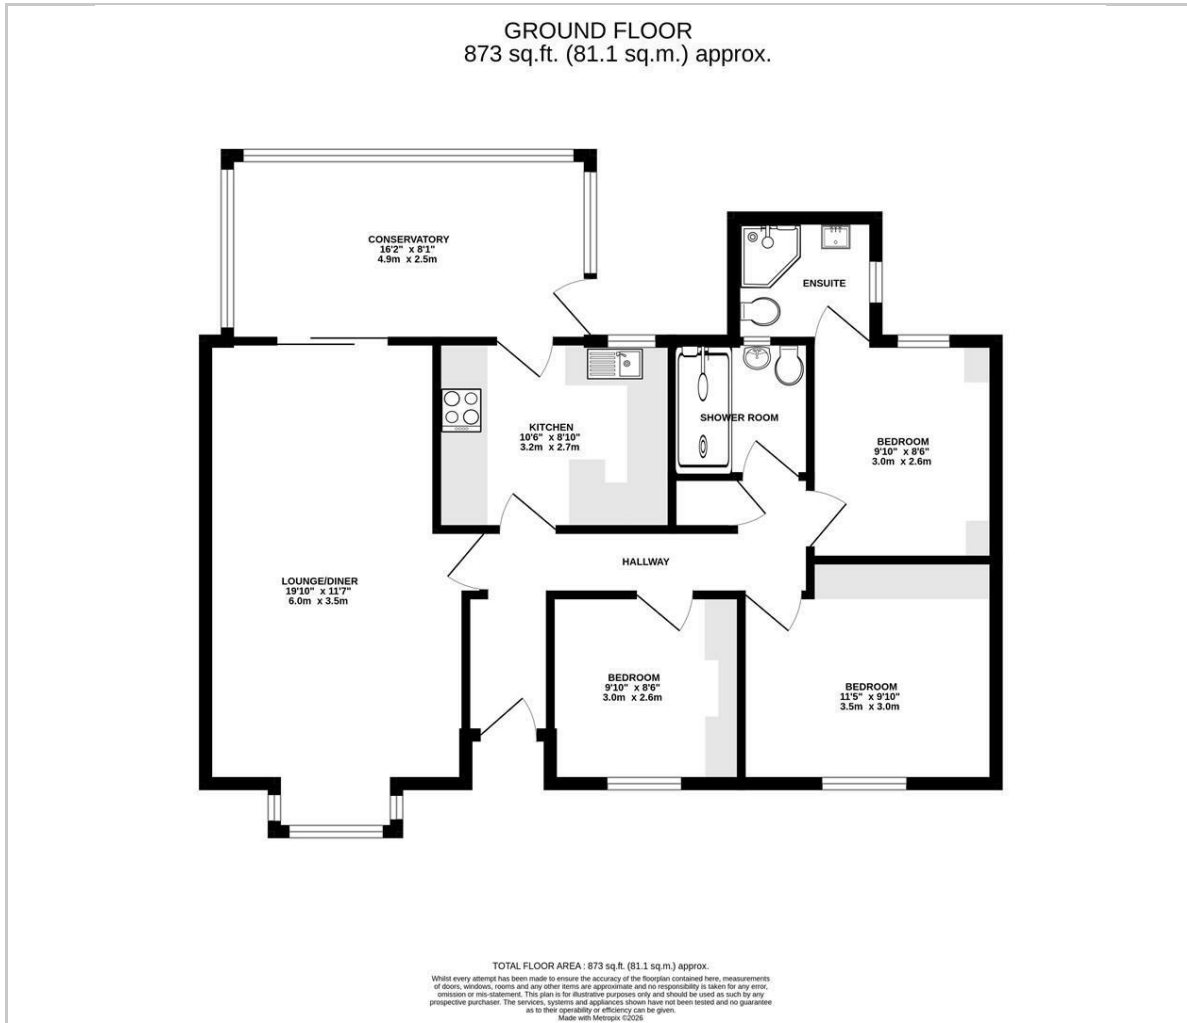 GROUND FLOOR
873 sq.ft. (81.1 sq.m.) approx.
CONSERVATORY
16'2" x 8'1"
4.9m x 2.5m
ENSUITE
KITCHEN
10'6" x 8'10"
3.2m x 2.7m
SHOWER ROOM
BEDROOM
9'10" x 8'6"
3.0m x 2.6m
HALLWAY
LOUNGE/DINER
19'10" x 11'7"
6.0m x 3.5m
BEDROOM
9'10" x 8'6"
3.0m x 2.6m
BEDROOM
11'5" x 9'10"
3.5m x 3.0m
TOTAL FLOOR AREA : 873 sq.ft. (81.1 sq.m.) approx.
Whilst every attempt has been made to ensure the accuracy of the floorplan contained here, measurements
of doors, windows, rooms and any other items are approximate and no responsibility is taken for any error,
omission or mis-statement. This plan is for illustrative purposes only and should be used as such by any
prospective purchaser. The services, systems and appliances shown have not been tested and no guarantee
as to their operability or efficiency can be given.
Made with Metropix ©2026